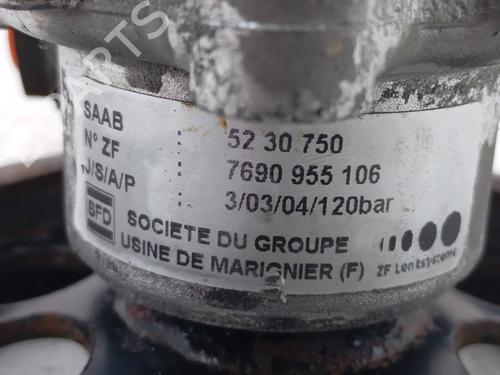 PARTS
SAAB : 52 30 750
N° ZF : 7690 955 106
J/S/A/P : 3/03/04/120bar
SFD
SOCIETE DU GROUPE
USINE DE MARIGNIER (F)
ZF Lenksysteme